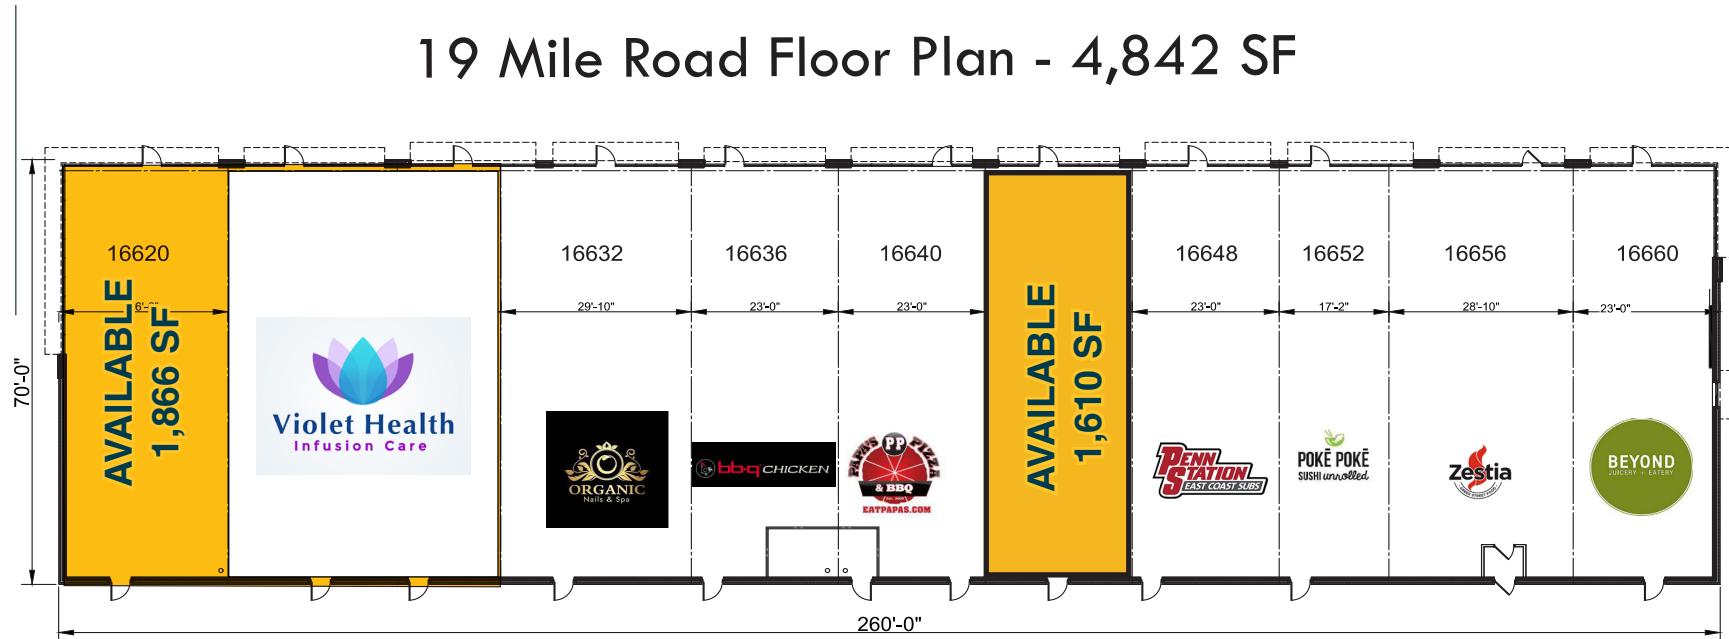 19 Mile Road Floor Plan - 4,842 SF
16620
16632
16636
16640
16648
16652
16656
16660
29'-10"
23'-0"
23'-0"
23'-0"
17'-2"
28'-10"
23'-0"
AVAILABLE
1,866 SF
Violet Health
Infusion Care
ORGANIC
Nails & Spa
bb.q CHICKEN
PAPA'S PIZZA
PP
& BBQ
EATPAPAS.COM
AVAILABLE
1,610 SF
PENN
STATION
EAST COAST SUBS
POKĒ POKĒ
SUSHI unrolled
Zestia
BEYOND
JUICERY + EATERY
70'-0"
260'-0"